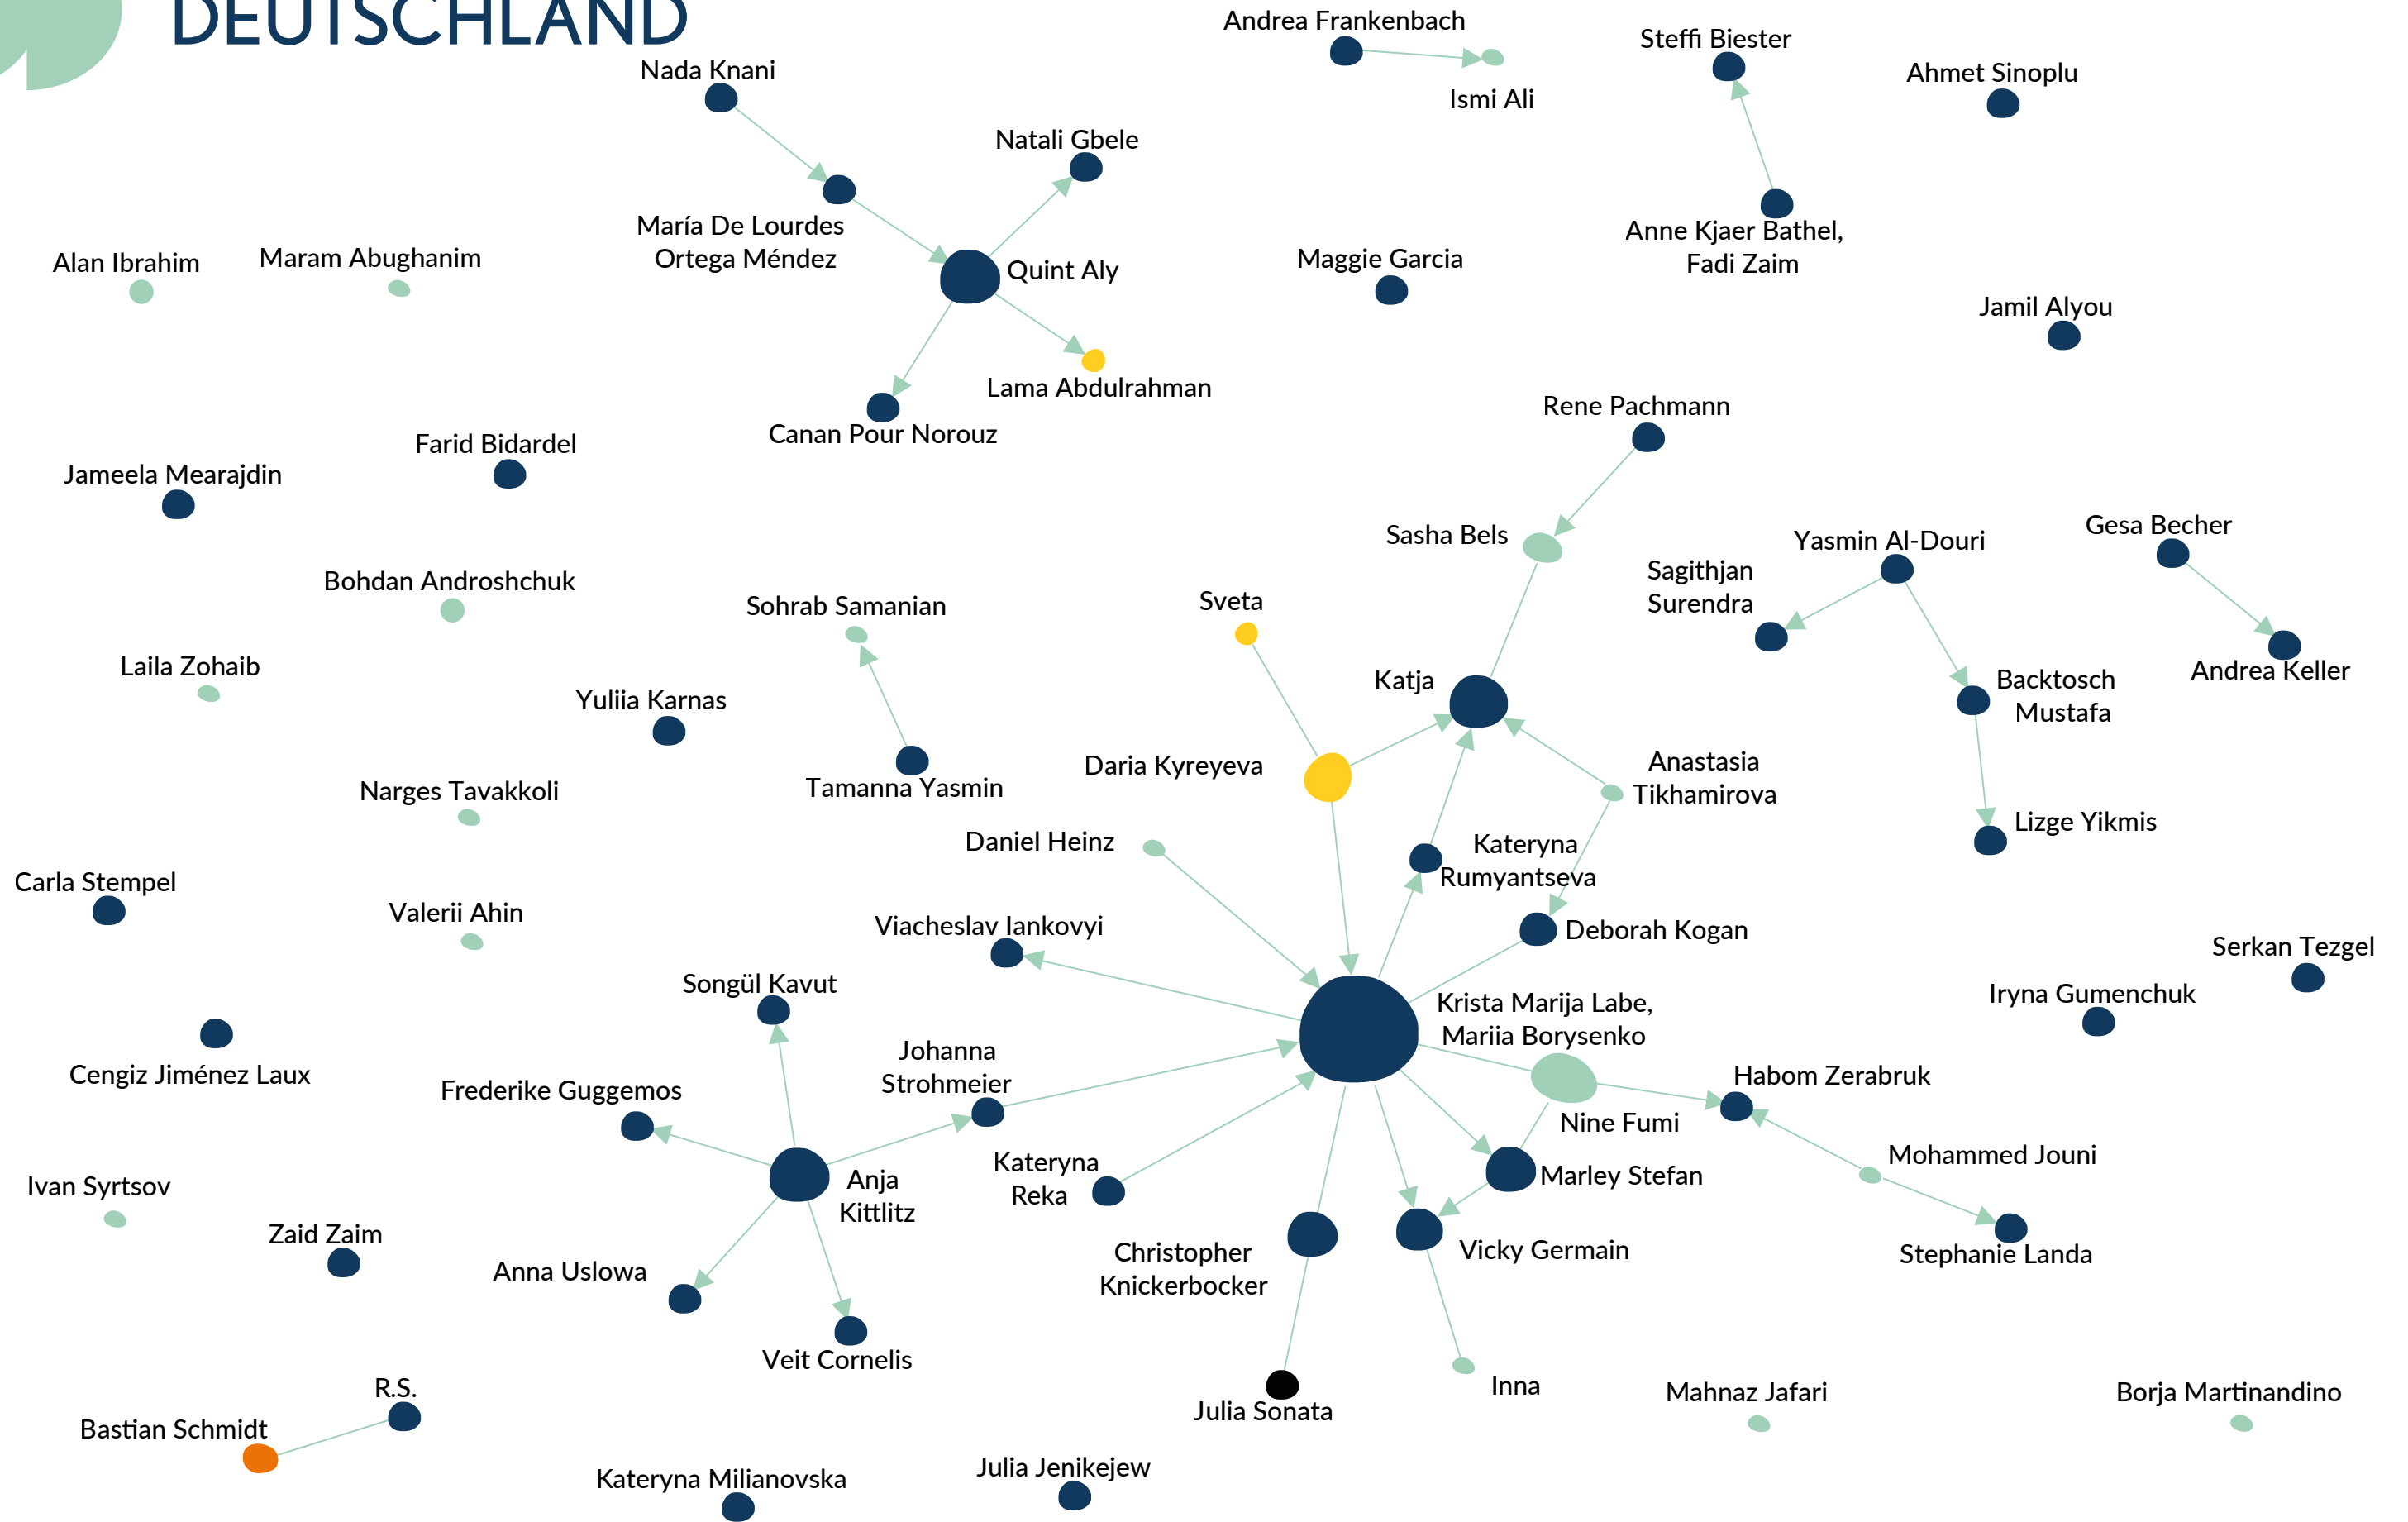 DEUTSCHLAND
Andrea Frankenbach
Steffi Biester
Nada Knani
Ahmet Sinoplu
Ismi Ali
Natali Gbele
María De Lourdes
Ortega Méndez
Anne Kjaer Bathel,
Fadi Zaim
Alan Ibrahim
Maram Abughanim
Quint Aly
Maggie Garcia
Jamil Alyou
Lama Abdulrahman
Rene Pachmann
Canan Pour Norouz
Farid Bidardel
Jameela Mearajdin
Sasha Bels
Yasmin Al-Douri
Gesa Becher
Sagithjan
Surendra
Bohdan Androshchuk
Sohrab Samanian
Sveta
Laila Zohaib
Yuliia Karnas
Katja
Backtosch
Mustafa
Andrea Keller
Daria Kyreyeva
Anastasia
Tikhamirova
Narges Tavakkoli
Tamanna Yasmin
Lizge Yikmis
Daniel Heinz
Kateryna
Rumyantseva
Carla Stempel
Valerii Ahin
Viacheslav Iankovyi
Deborah Kogan
Serkan Tezgel
Songül Kavut
Iryna Gumenchuk
Krista Marija Labe,
Mariia Borysenko
Cengiz Jiménez Laux
Johanna
Strohmeier
Frederike Guggemos
Habom Zerabruk
Nine Fumi
Mohammed Jouni
Kateryna
Reka
Marley Stefan
Ivan Syrtsov
Anja
Kittlitz
Zaid Zaim
Christopher
Knickerbocker
Vicky Germain
Stephanie Landa
Anna Uslowa
Veit Cornelis
R.S.
Inna
Mahnaz Jafari
Borja Martinandino
Julia Sonata
Bastian Schmidt
Kateryna Milianovska
Julia Jenikejew